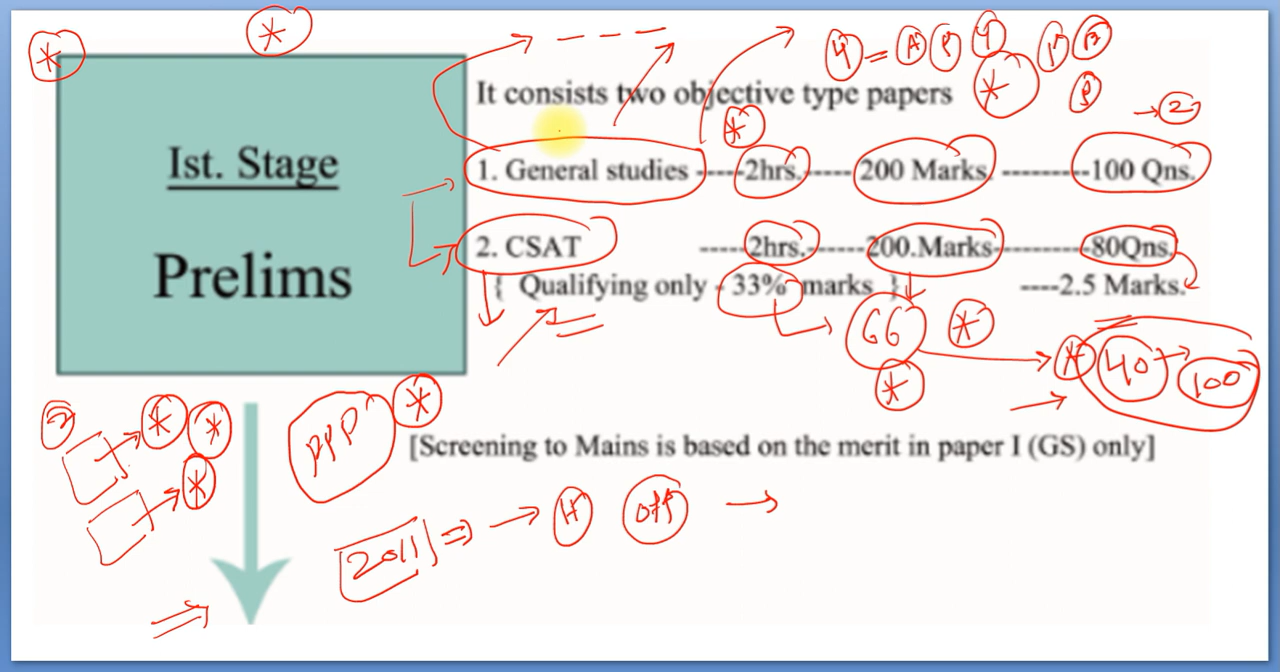 Ist. Stage
Prelims
It consists two objective type papers
1. General studies -----2hrs.-----200 Marks. ---------100 Qns.
2. CSAT -----2hrs.------200.Marks----------80Qns.
{ Qualifying only - 33% marks } ----2.5 Marks.
66
40 100
[Screening to Mains is based on the merit in paper I (GS) only]
2
2011